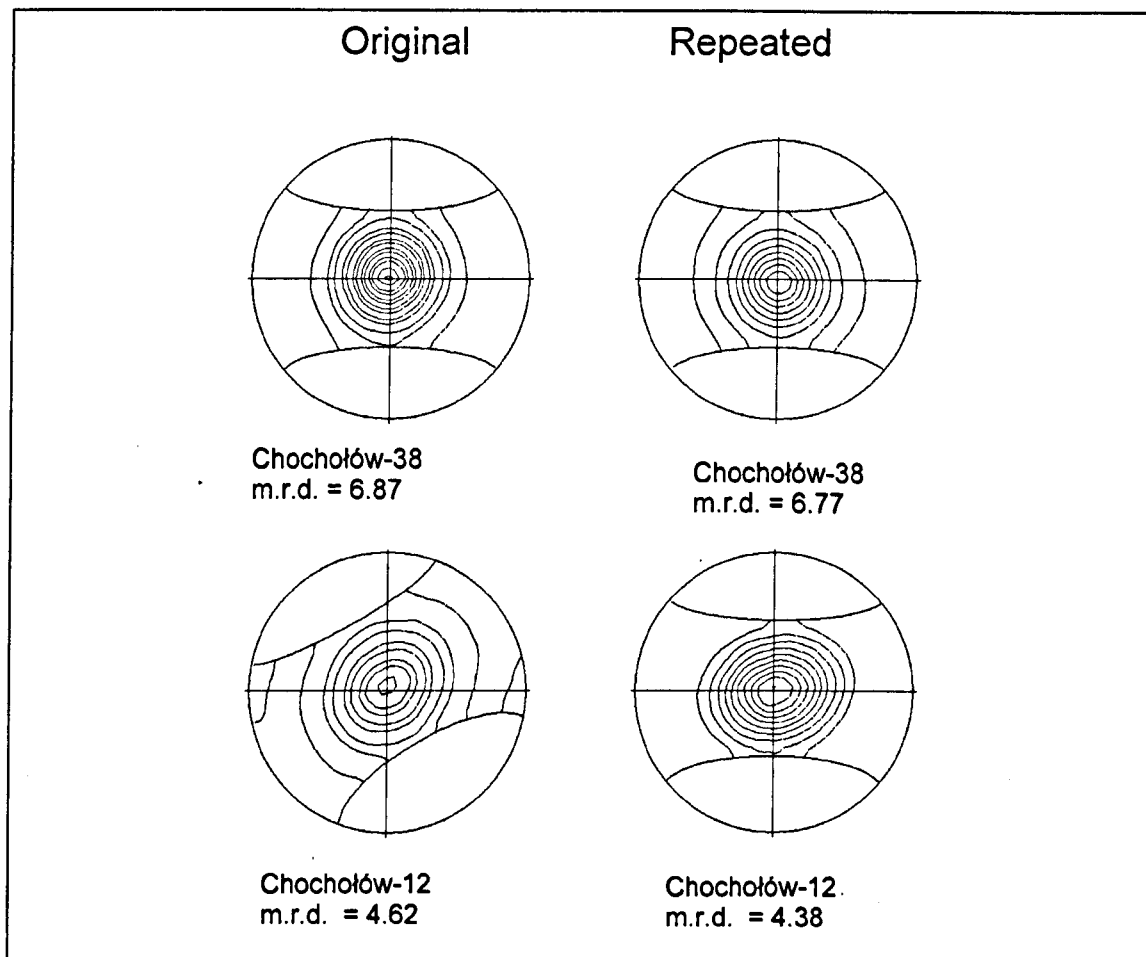 Original
Repeated
Chochołów-38
m.r.d. = 6.87
Chochołów-38
m.r.d. = 6.77
Chochołów-12
m.r.d. = 4.62
Chochołów-12
m.r.d. = 4.38